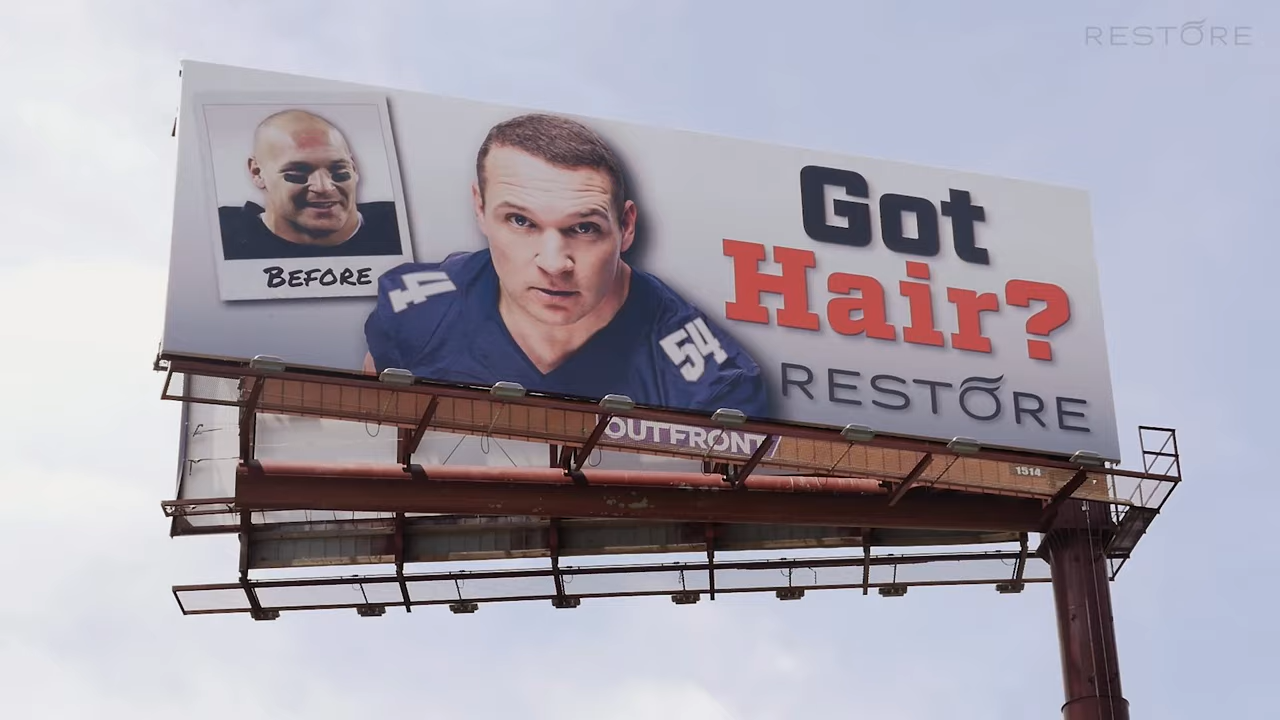 RESTORE
BEFORE
54
54
Got
Hair?
RESTORE
OUTFRONT/
1514